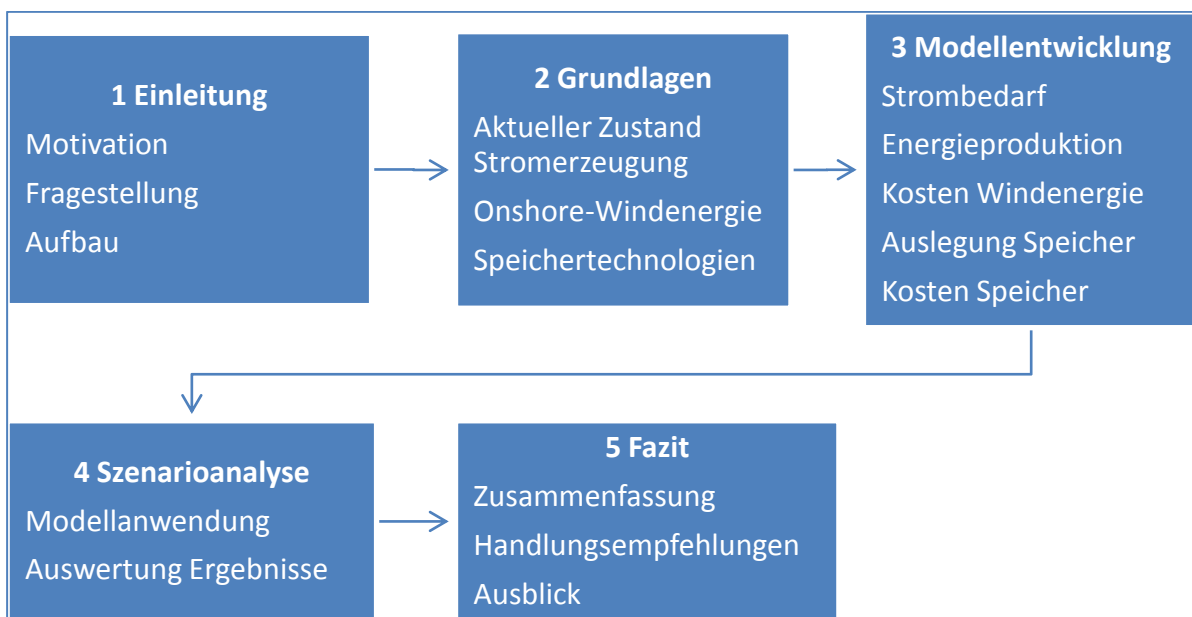 1 Einleitung
Motivation
Fragestellung
Aufbau
2 Grundlagen
Aktueller Zustand
Stromerzeugung
Onshore-Windenergie
Speichertechnologien
3 Modellentwicklung
Strombedarf
Energieproduktion
Kosten Windenergie
Auslegung Speicher
Kosten Speicher
4 Szenarioanalyse
Modellanwendung
Auswertung Ergebnisse
5 Fazit
Zusammenfassung
Handlungsempfehlungen
Ausblick